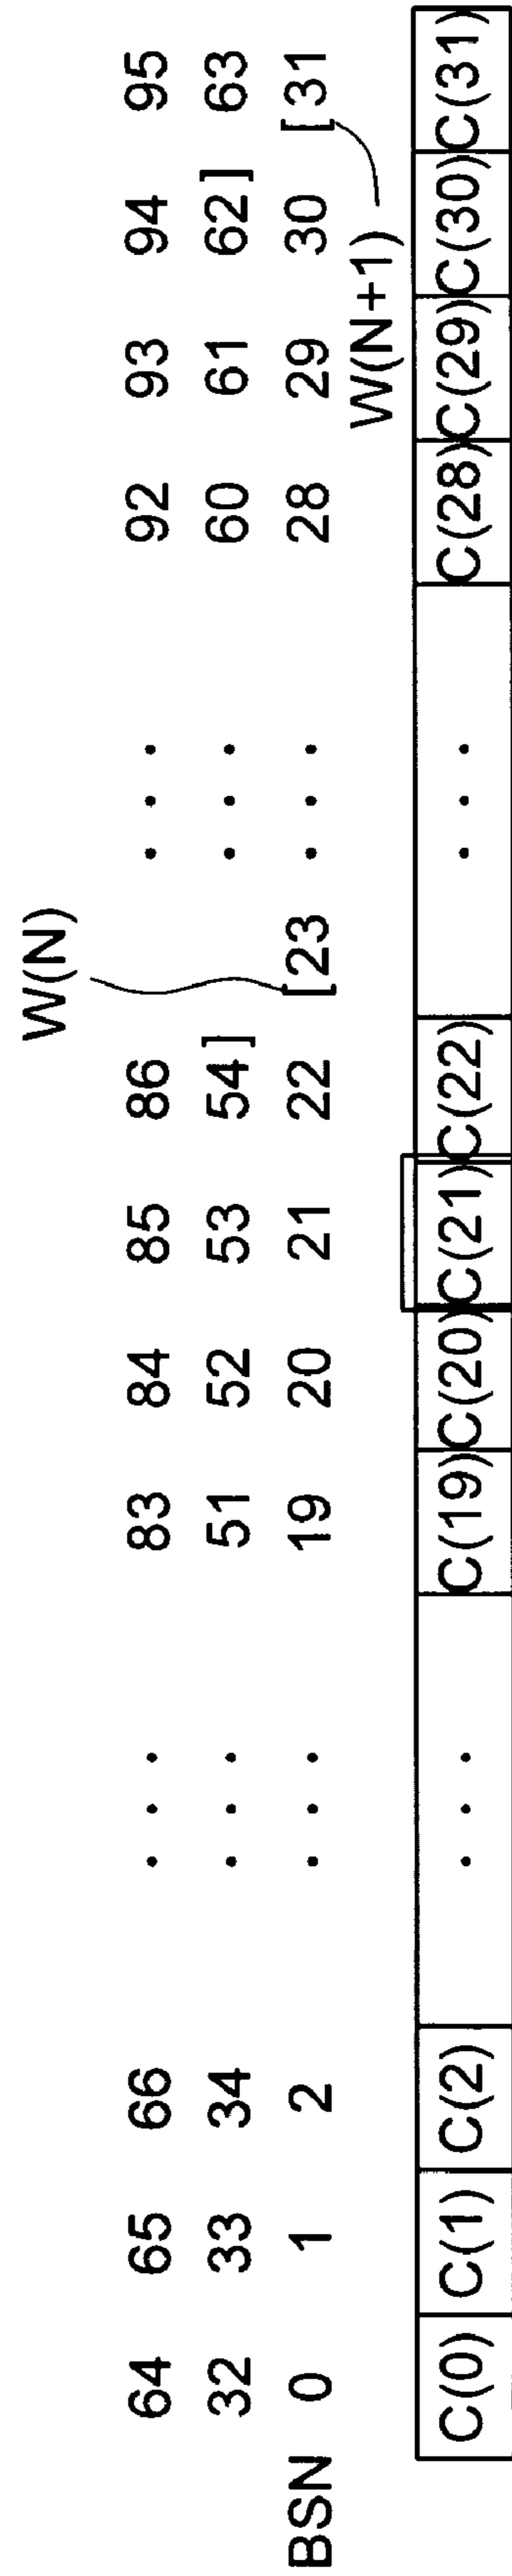 W(N)
64 65 66 . . . 83 84 85 86 . . . 92 93 94 95
32 33 34 . . . 51 52 53 54 ] . . . 60 61 62 ] 63
BSN 0 1 2 . . . 19 20 21 22 [ 23 . . . 28 29 30 [ 31
W(N+1)
C(0) C(1) C(2) . . . C(19) C(20) C(21) C(22) . . . C(28) C(29) C(30) C(31)